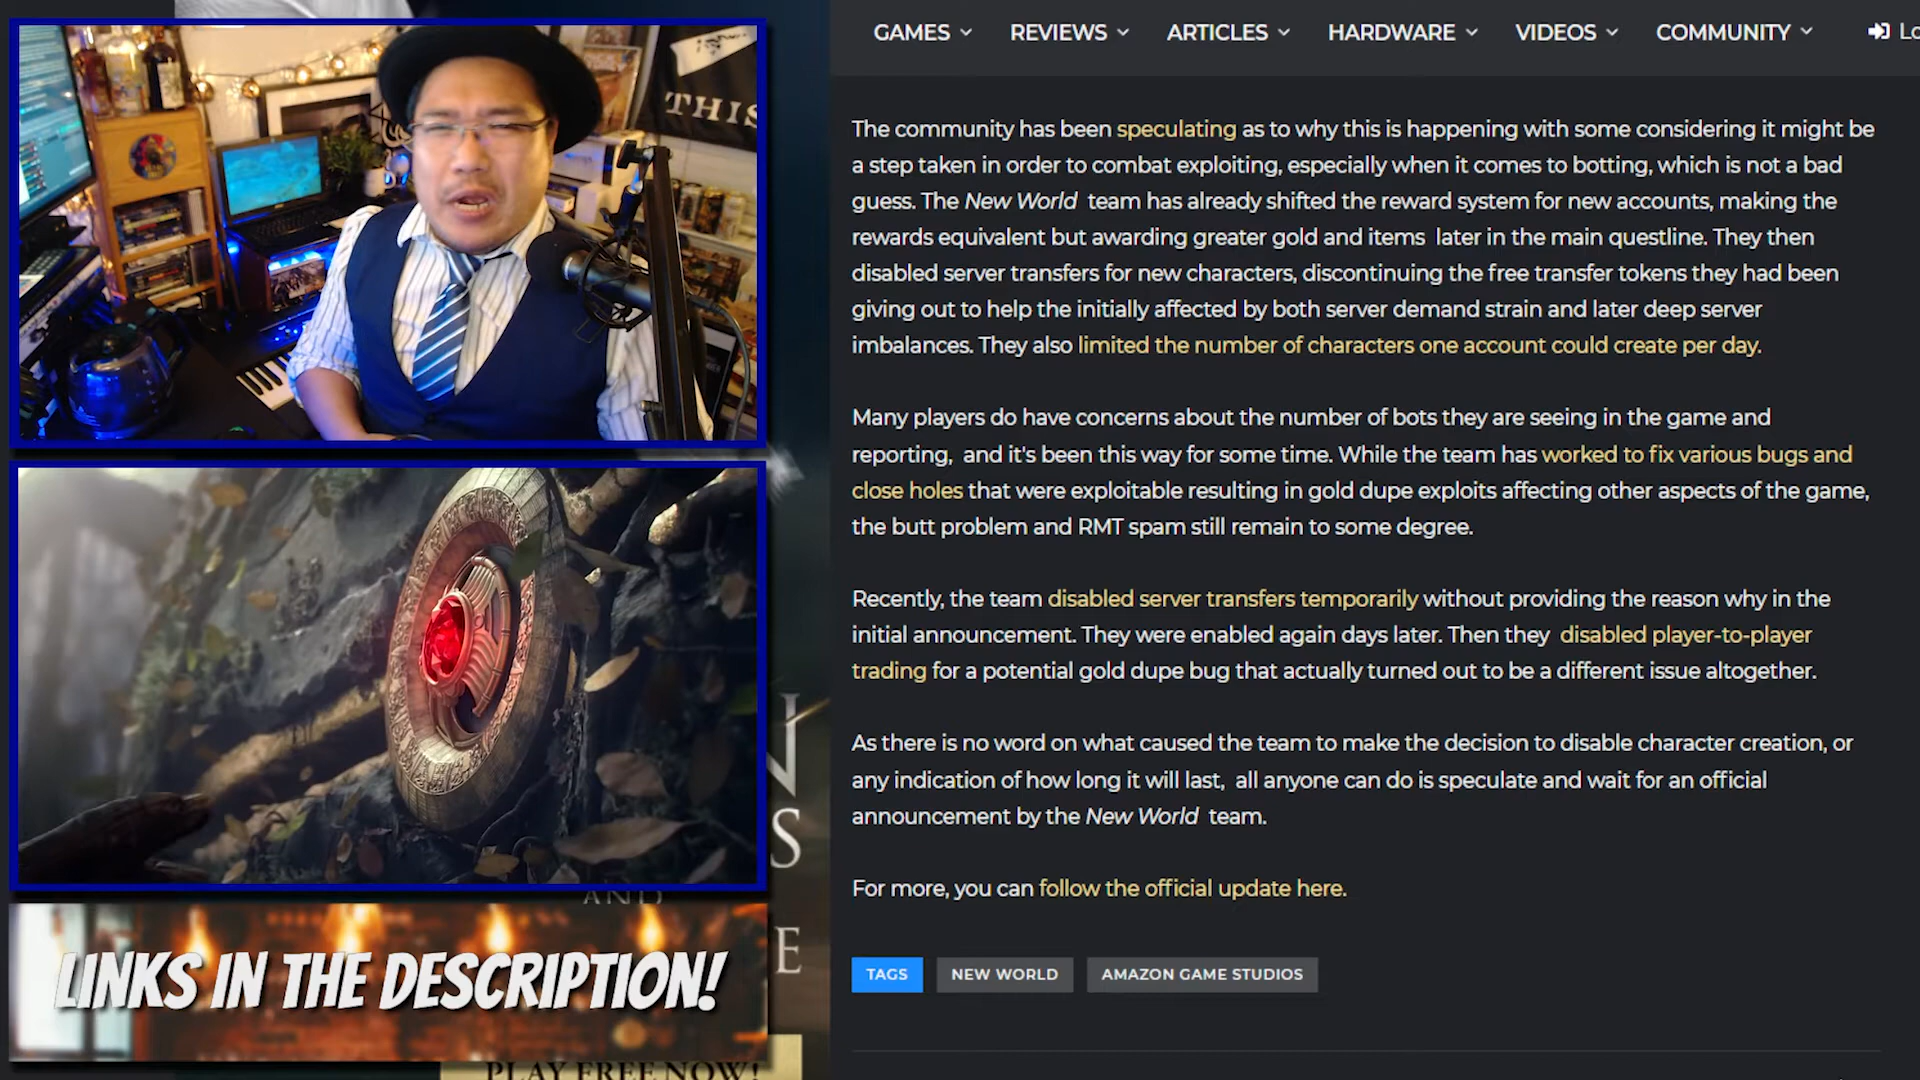 GAMES REVIEWS ARTICLES HARDWARE VIDEOS COMMUNITY Lo
THIS
The community has been speculating as to why this is happening with some considering it might be
a step taken in order to combat exploiting, especially when it comes to botting, which is not a bad
guess. The New World team has already shifted the reward system for new accounts, making the
rewards equivalent but awarding greater gold and items later in the main questline. They then
disabled server transfers for new characters, discontinuing the free transfer tokens they had been
giving out to help the initially affected by both server demand strain and later deep server
imbalances. They also limited the number of characters one account could create per day.
Many players do have concerns about the number of bots they are seeing in the game and
reporting, and it's been this way for some time. While the team has worked to fix various bugs and
close holes that were exploitable resulting in gold dupe exploits affecting other aspects of the game,
the butt problem and RMT spam still remain to some degree.
Recently, the team disabled server transfers temporarily without providing the reason why in the
initial announcement. They were enabled again days later. Then they disabled player-to-player
trading for a potential gold dupe bug that actually turned out to be a different issue altogether.
As there is no word on what caused the team to make the decision to disable character creation, or
any indication of how long it will last, all anyone can do is speculate and wait for an official
announcement by the New World team.
For more, you can follow the official update here.
TAGS NEW WORLD AMAZON GAME STUDIOS
S
AND
E
LINKS IN THE DESCRIPTION!
PLAY FREE NOW!